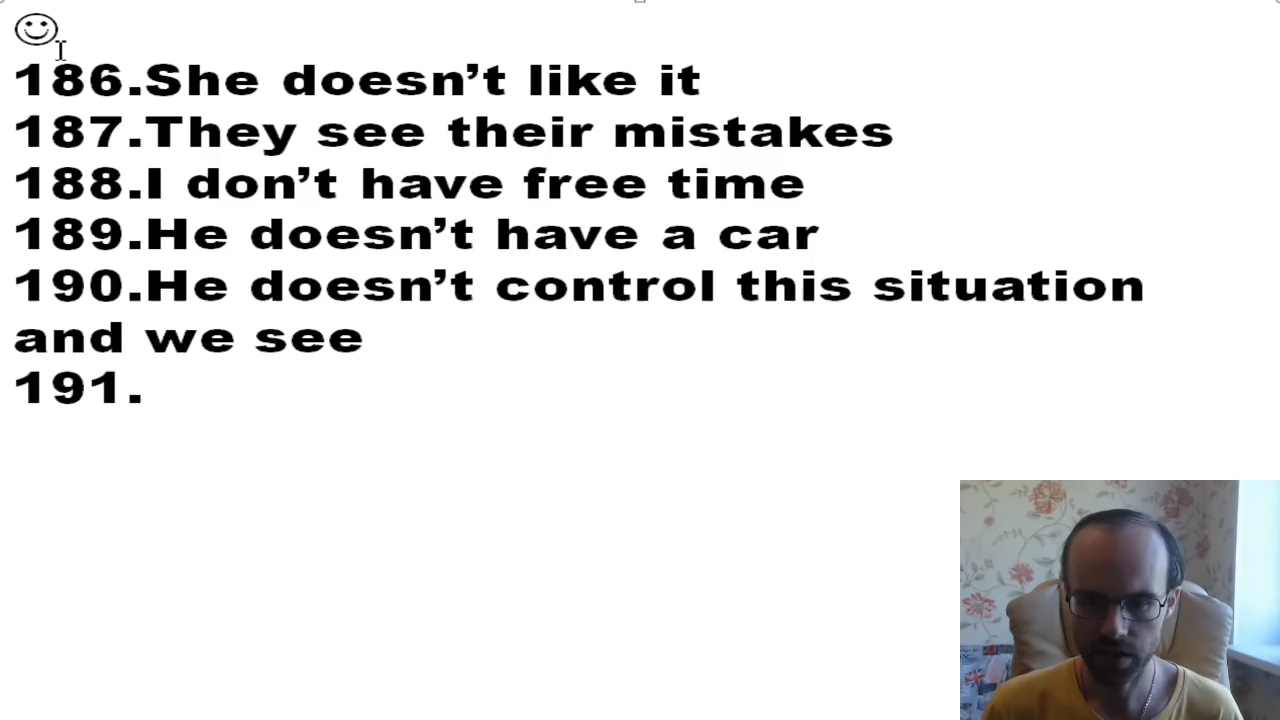 186.She doesn’t like it
187.They see their mistakes
188.I don’t have free time
189.He doesn’t have a car
190.He doesn’t control this situation
and we see
191.